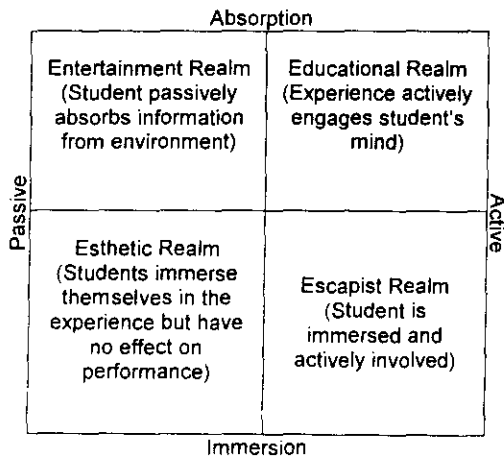 Absorption
Entertainment Realm
(Student passively
absorbs information
from environment)
Educational Realm
(Experience actively
engages student's
mind)
Passive
Active
Esthetic Realm
(Students immerse
themselves in the
experience but have
no effect on
performance)
Escapist Realm
(Student is
immersed and
actively involved)
Immersion